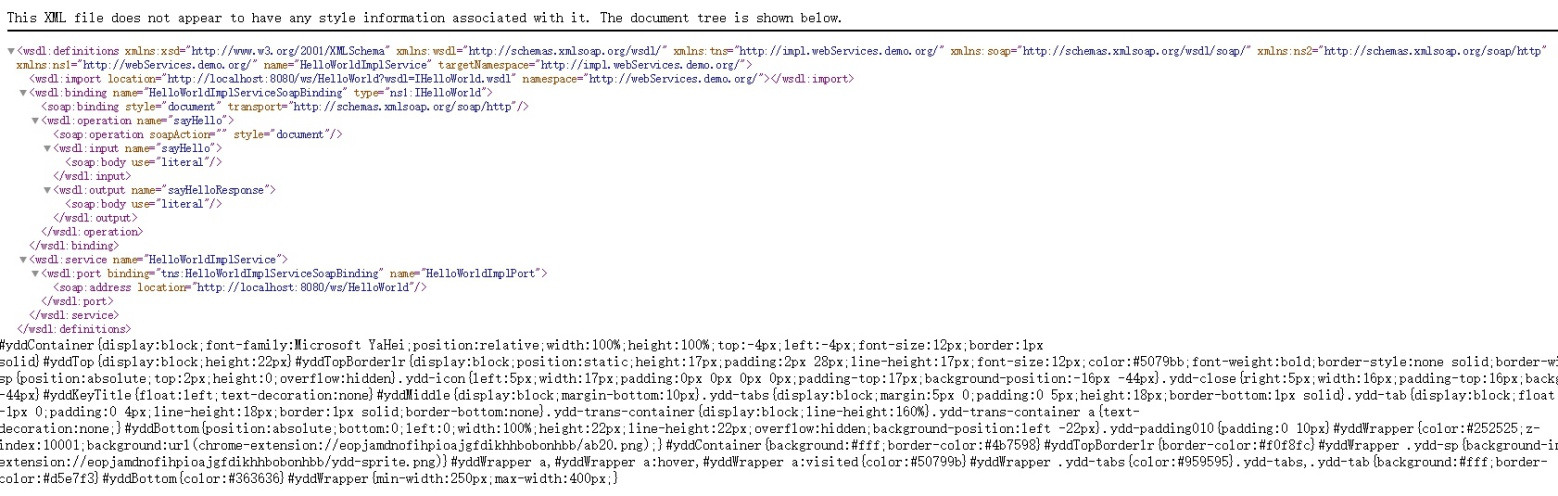 This XML file does not appear to have any style information associated with it. The document tree is shown below.
▼<wsdl:definitions xmlns:xsd="http://www.w3.org/2001/XMLSchema" xmlns:wsdl="http://schemas.xmlsoap.org/wsdl/" xmlns:tns="http://impl.webServices.demo.org/" xmlns:soap="http://schemas.xmlsoap.org/wsdl/soap/" xmlns:ns2="http://schemas.xmlsoap.org/soap/http"
xmlns:ns1="http://webServices.demo.org/" name="HelloWorldImplService" targetNamespace="http://impl.webServices.demo.org/">
<wsdl:import location="http://localhost:8080/ws/HelloWorld?wsdl=IHelloWorld.wsdl" namespace="http://webServices.demo.org/"></wsdl:import>
▼<wsdl:binding name="HelloWorldImplServiceSoapBinding" type="ns1:IHelloWorld">
<soap:binding style="document" transport="http://schemas.xmlsoap.org/soap/http"/>
▼<wsdl:operation name="sayHello">
<soap:operation soapAction="" style="document"/>
▼<wsdl:input name="sayHello">
<soap:body use="literal"/>
</wsdl:input>
▼<wsdl:output name="sayHelloResponse">
<soap:body use="literal"/>
</wsdl:output>
</wsdl:operation>
</wsdl:binding>
▼<wsdl:service name="HelloWorldImplService">
▼<wsdl:port binding="tns:HelloWorldImplServiceSoapBinding" name="HelloWorldImplPort">
<soap:address location="http://localhost:8080/ws/HelloWorld"/>
</wsdl:port>
</wsdl:service>
</wsdl:definitions>
#yddContainer{display:block;font-family:Microsoft YaHei;position:relative;width:100%;height:100%;top:-4px;left:-4px;font-size:12px;border:1px
solid}#yddTop{display:block;height:22px}#yddTopBorderlr{display:block;position:static;height:17px;padding:2px 28px;line-height:17px;font-size:12px;color:#5079bb;font-weight:bold;border-style:none solid;border-wi
sp{position:absolute;top:2px;height:0;overflow:hidden}.ydd-icon{left:5px;width:17px;padding:0px 0px 0px 0px;padding-top:17px;background-position:-16px -44px}.ydd-close{right:5px;width:16px;padding-top:16px;backg
-44px}#yddKeyTitle{float:left;text-decoration:none}#yddMiddle{display:block;margin-bottom:10px}.ydd-tabs{display:block;margin:5px 0;padding:0 5px;height:18px;border-bottom:1px solid}.ydd-tab{display:block;float
-1px 0;padding:0 4px;line-height:18px;border:1px solid;border-bottom:none}.ydd-trans-container{display:block;line-height:160%}.ydd-trans-container a{text-
decoration:none;}#yddBottom{position:absolute;bottom:0;left:0;width:100%;height:22px;line-height:22px;overflow:hidden;background-position:left -22px}.ydd-padding010{padding:0 10px}#yddWrapper{color:#252525;z-
index:10001;background:url(chrome-extension://eopjamdnofihpioajgfdikhhbobonhbb/ab20.png);}#yddContainer{background:#fff;border-color:#4b7598}#yddTopBorderlr{border-color:#f0f8fc}#yddWrapper .ydd-sp{background-im
extension://eopjamdnofihpioajgfdikhhbobonhbb/ydd-sprite.png)}#yddWrapper a,#yddWrapper a:hover,#yddWrapper a:visited{color:#50799b}#yddWrapper .ydd-tabs{color:#959595}.ydd-tabs,.ydd-tab{background:#fff;border-
color:#d5e7f3}#yddBottom{color:#363636}#yddWrapper{min-width:250px;max-width:400px;}